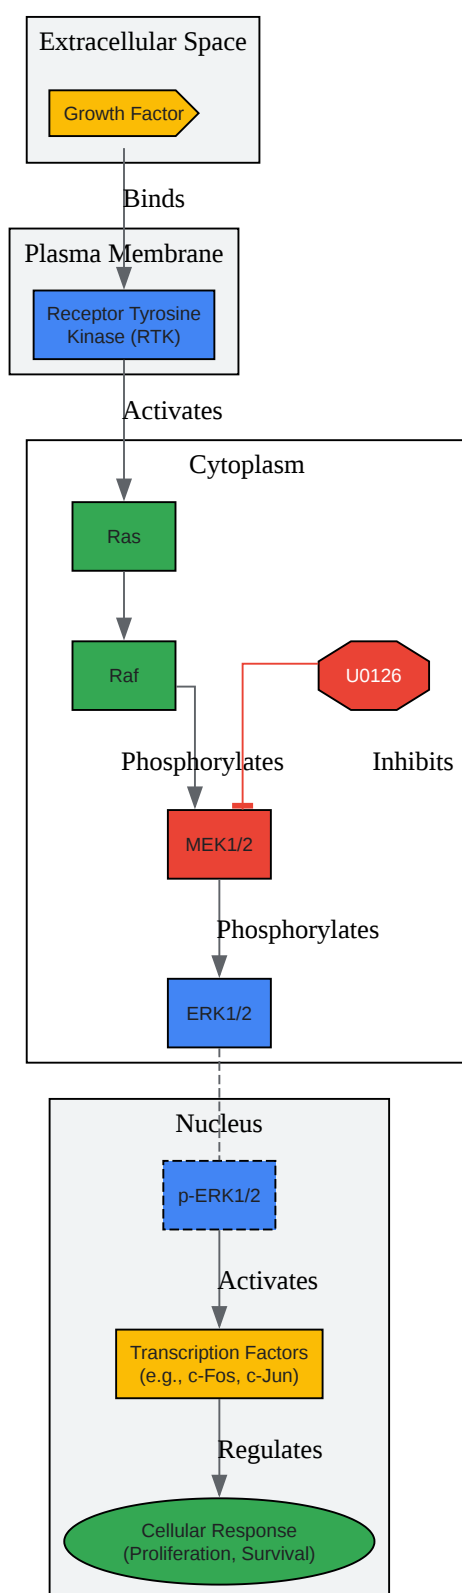 Extracellular Space
Growth Factor
Binds
Plasma Membrane
Receptor Tyrosine
Kinase (RTK)
Activates
Cytoplasm
Ras
Raf
U0126
Phosphorylates
Inhibits
MEK1/2
Phosphorylates
ERK1/2
Nucleus
p-ERK1/2
Activates
Transcription Factors
(e.g., c-Fos, c-Jun)
Regulates
Cellular Response
(Proliferation, Survival)